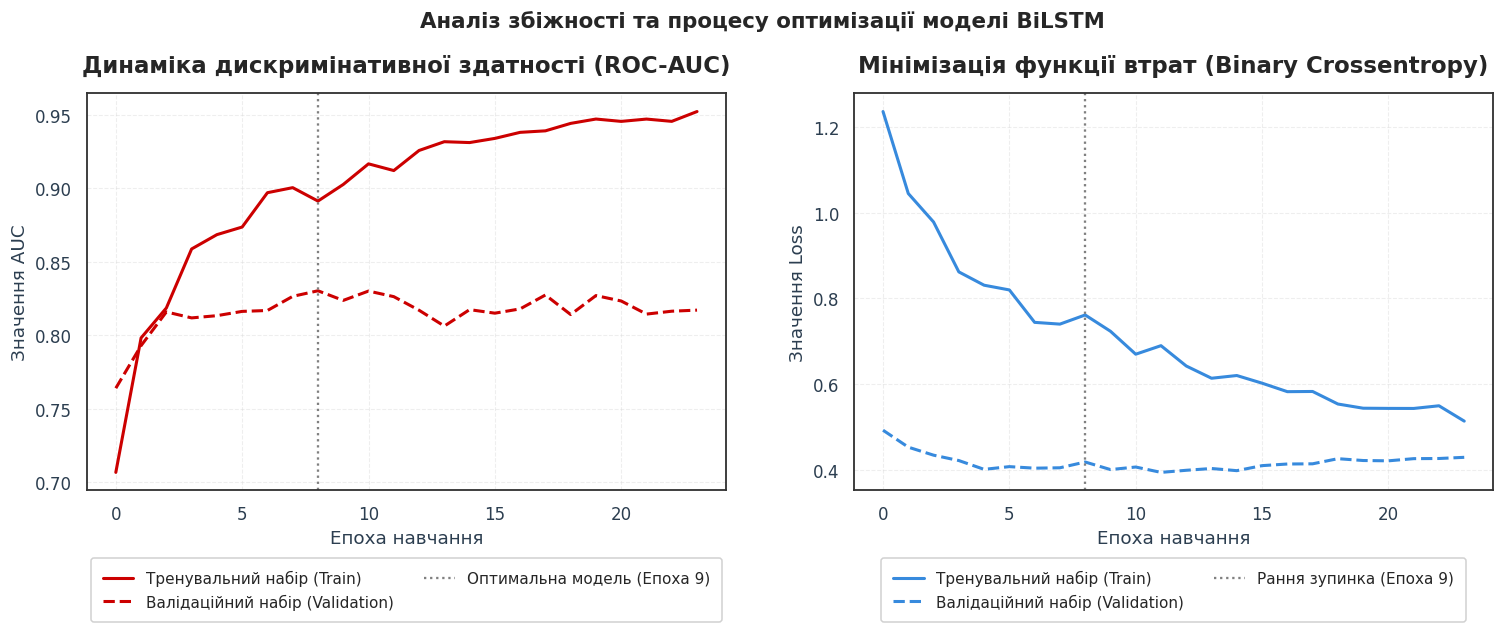 Аналіз збіжності та процесу оптимізації моделі BiLSTM
Динаміка дискримінативної здатності (ROC-AUC)
Значення AUC
0.95
0.90
0.85
0.80
0.75
0.70
0
5
10
15
20
Епоха навчання
Тренувальний набір (Train)
Валідаційний набір (Validation)
Оптимальна модель (Епоха 9)
Мінімізація функції втрат (Binary Crossentropy)
Значення Loss
1.2
1.0
0.8
0.6
0.4
0
5
10
15
20
Епоха навчання
Тренувальний набір (Train)
Валідаційний набір (Validation)
Рання зупинка (Епоха 9)